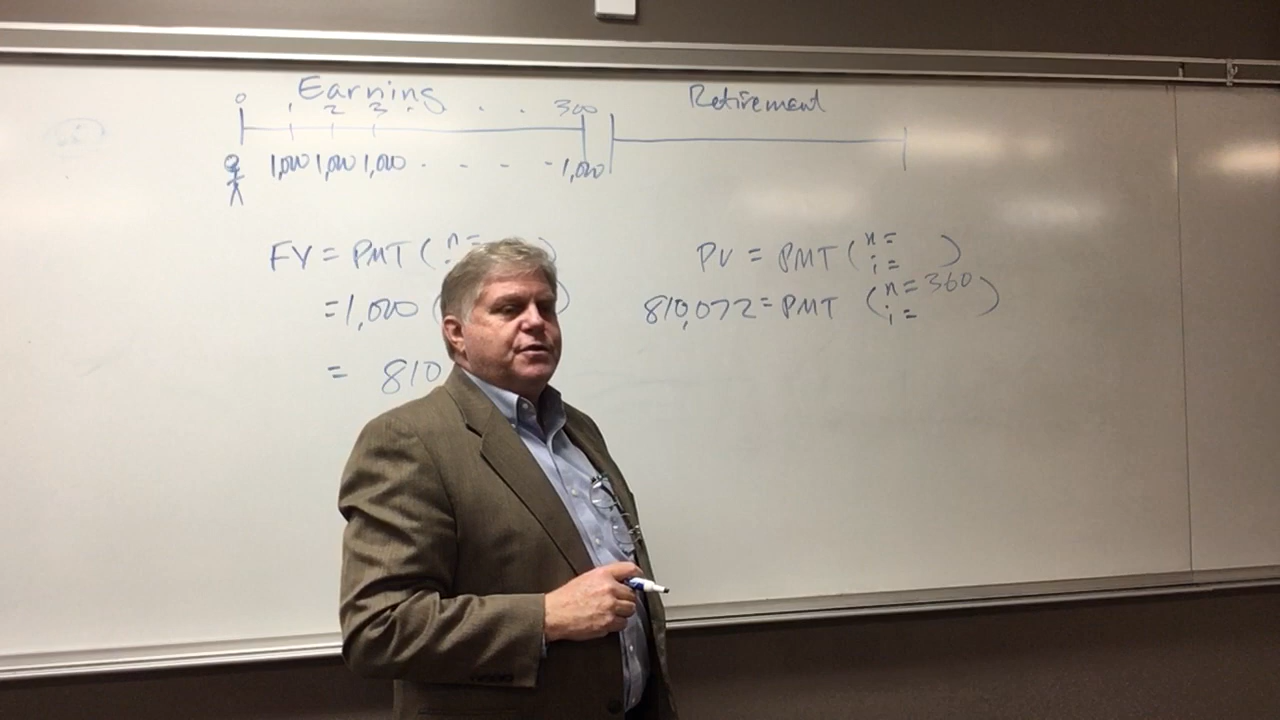 Earning
Retirement
0 1 2 3 . . . 300
1,000 1,000 1,000 . - - - 1,000
FV = PMT ( n =
PV = PMT ( n =
i = )
= 1,000 (
810,072 = PMT ( n = 360
i = )
= 810